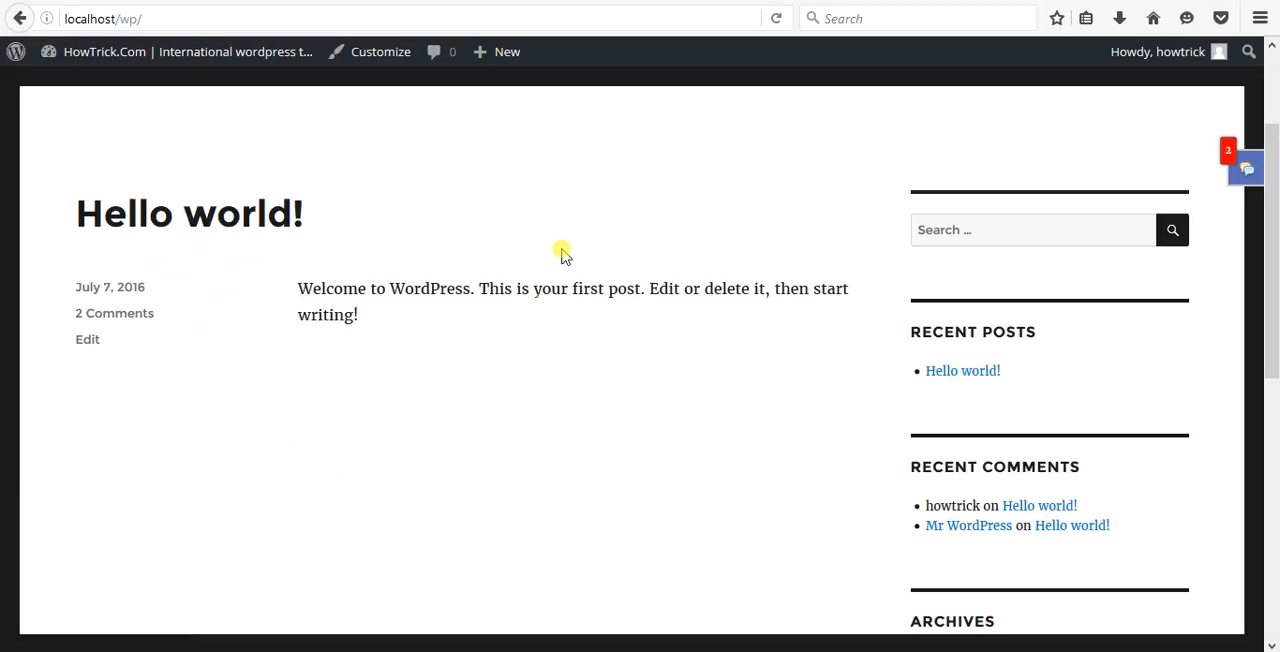 localhost/wp/
Search
HowTrick.Com | International wordpress t...
Customize
0
New
Howdy, howtrick
2
Hello world!
July 7, 2016
2 Comments
Edit
Welcome to WordPress. This is your first post. Edit or delete it, then start
writing!
Search ...
RECENT POSTS
Hello world!
RECENT COMMENTS
howtrick on Hello world!
Mr WordPress on Hello world!
ARCHIVES